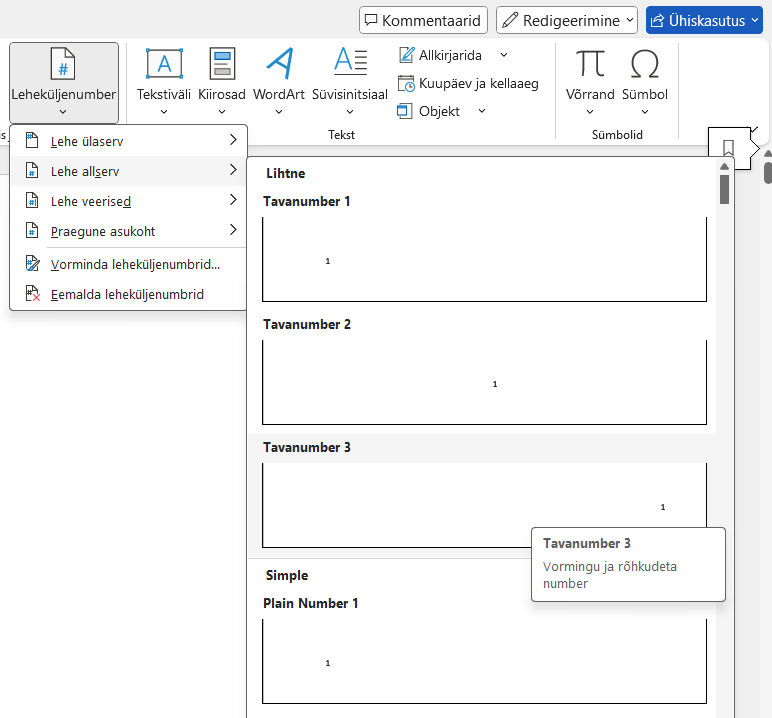 Kommentaarid
Redigeerimine
Ühiskasutus
Leheküljenumber
#
Tekstiväli
Kiirosad
WordArt
Süvisinitsiaal
Allkirjarida
Kuupäev ja kellaaeg
Objekt
Tekst
Võrrand
Sümbol
Sümbolid
Lehe ülaserv
Lehe allserv
Lehe veerised
Praegune asukoht
Vorminda leheküljenumbrid...
Eemalda leheküljenumbrid
Lihtne
Tavanumber 1
1
Tavanumber 2
1
Tavanumber 3
1
Tavanumber 3
Vormingu ja rõhkudeta
number
Simple
Plain Number 1
1